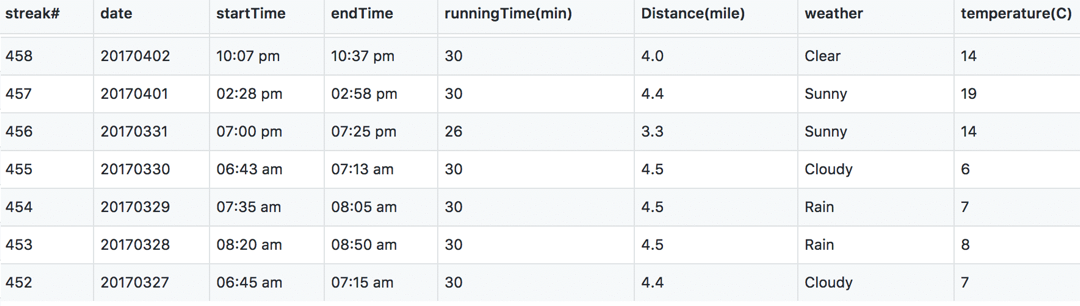 streak# date startTime endTime runningTime(min) Distance(mile) weather temperature(C)
458 20170402 10:07 pm 10:37 pm 30 4.0 Clear 14
457 20170401 02:28 pm 02:58 pm 30 4.4 Sunny 19
456 20170331 07:00 pm 07:25 pm 26 3.3 Sunny 14
455 20170330 06:43 am 07:13 am 30 4.5 Cloudy 6
454 20170329 07:35 am 08:05 am 30 4.5 Rain 7
453 20170328 08:20 am 08:50 am 30 4.5 Rain 8
452 20170327 06:45 am 07:15 am 30 4.4 Cloudy 7